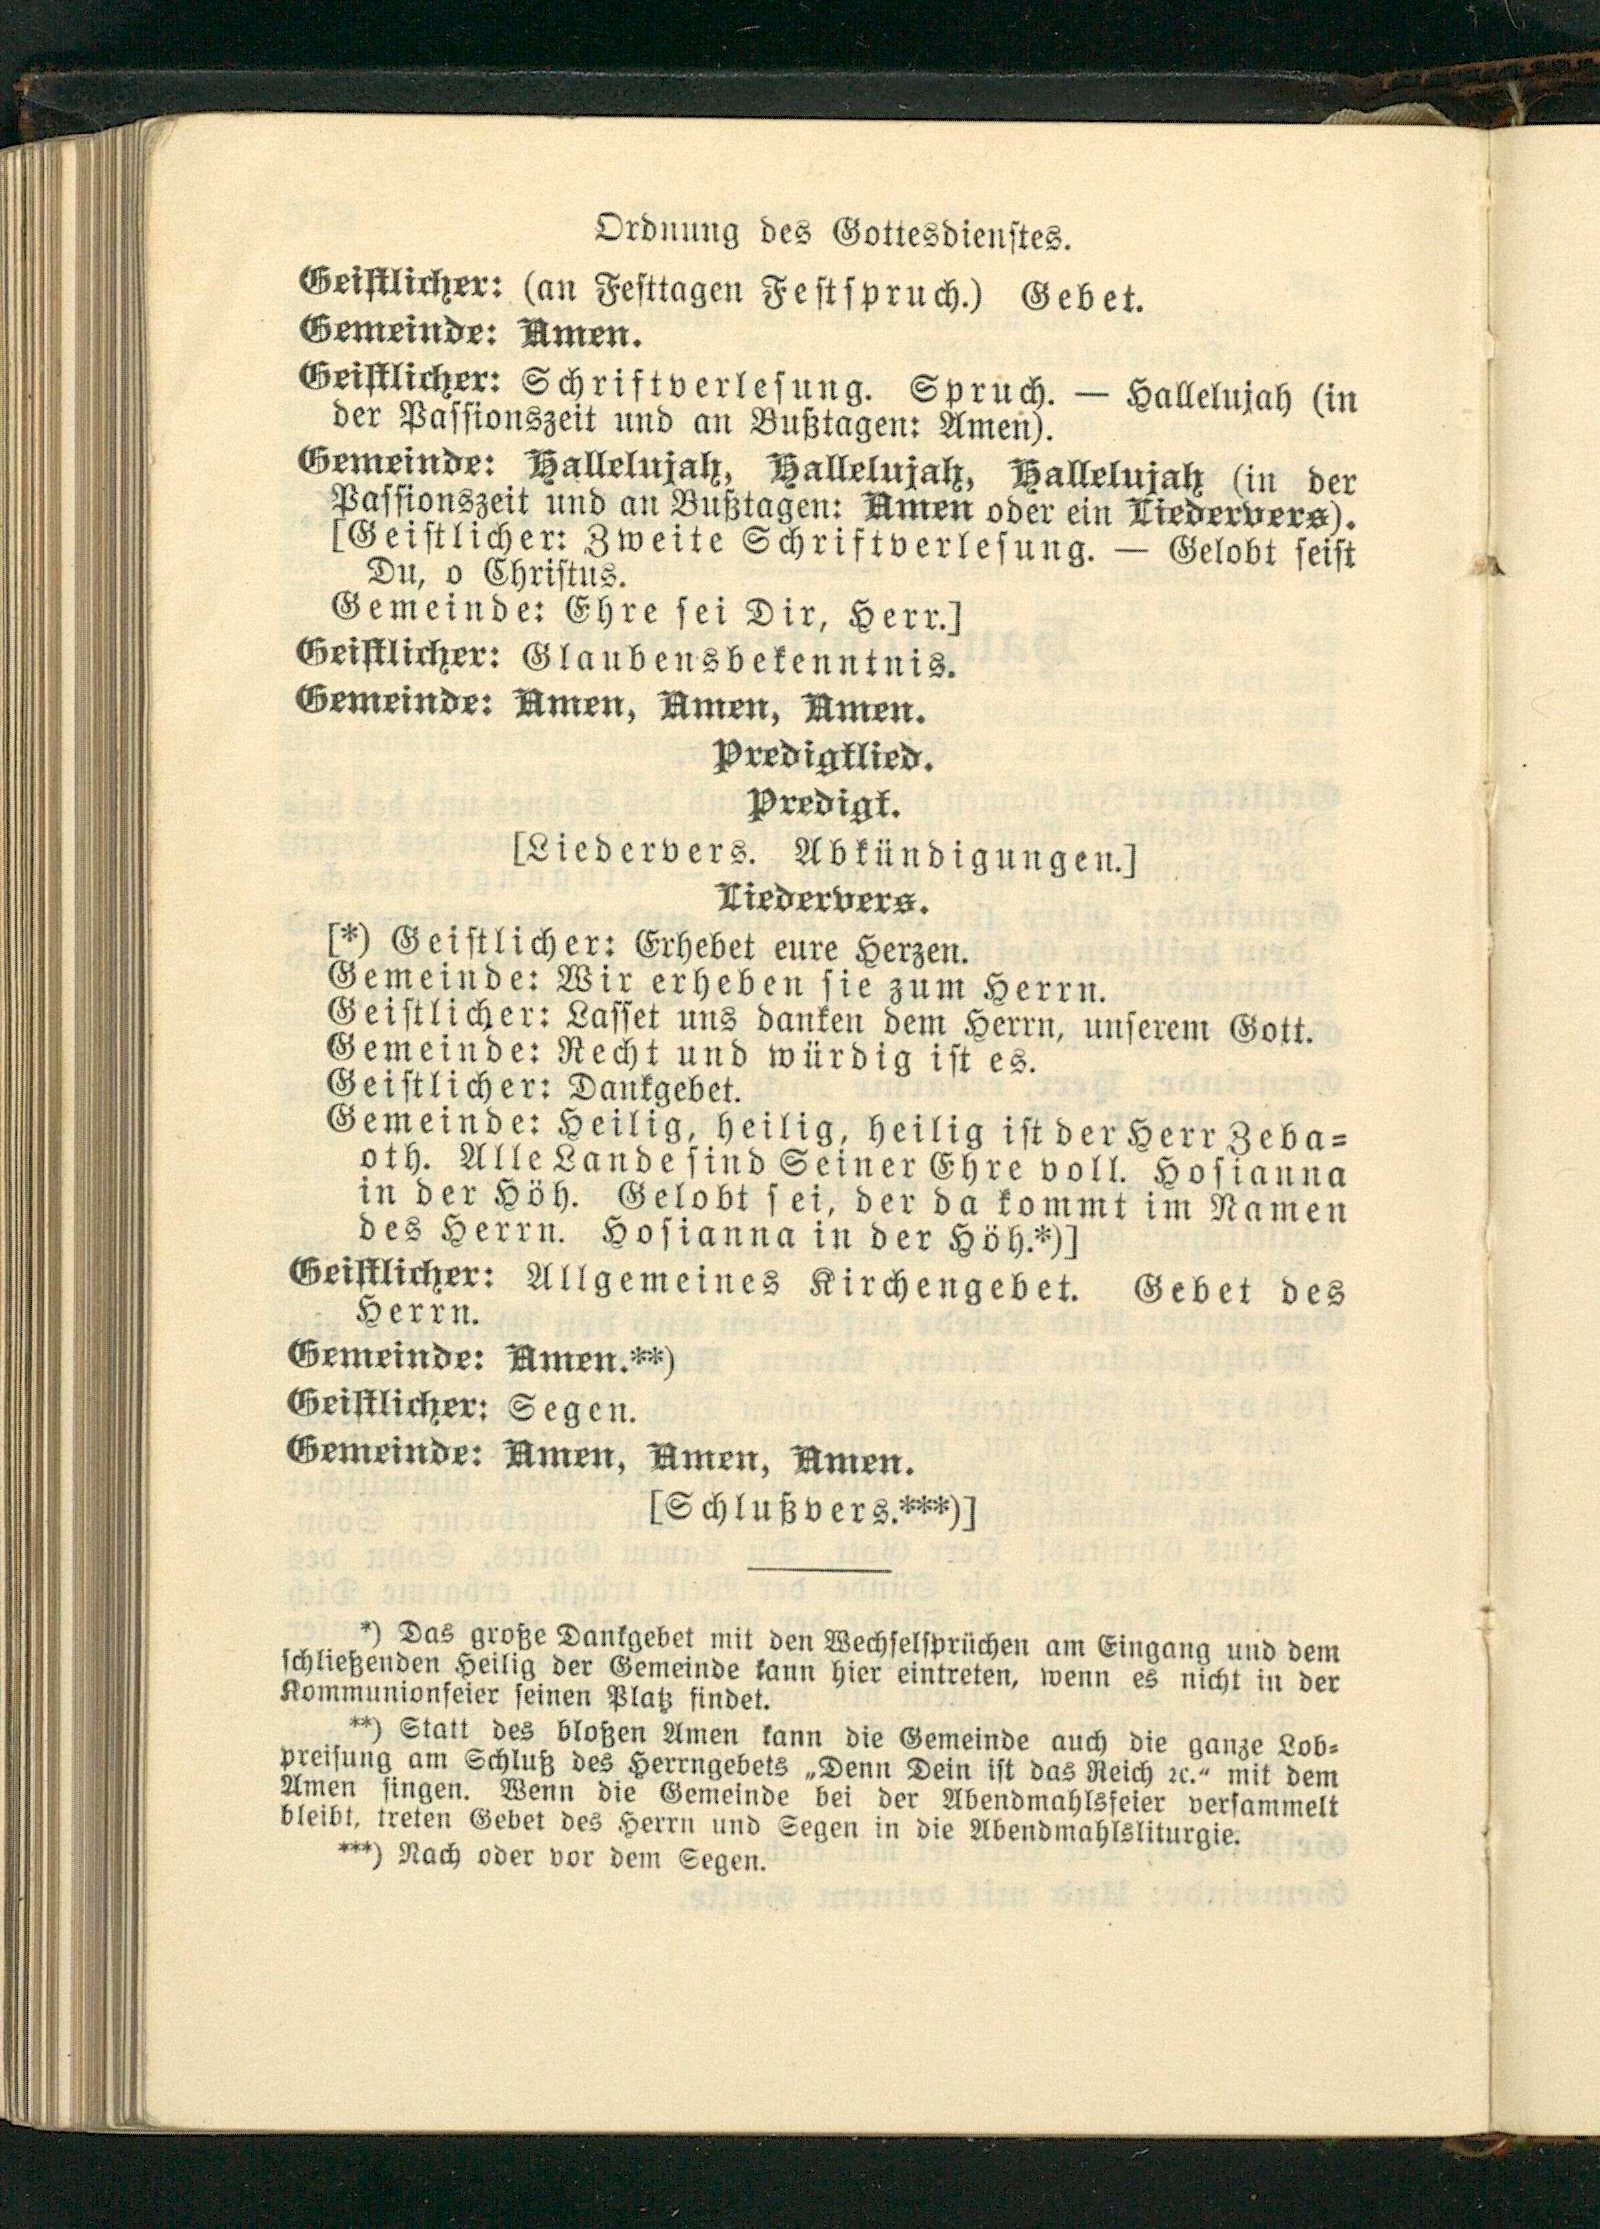 Ordnung des Gottesdienstes.
Geistlicher: (an Festtagen Festspruch.) Gebet.
Gemeinde: Amen.
Geistlicher: Schriftverlesung. Spruch. — Hallelujah (in
der Passionszeit und an Bußtagen: Amen).
Gemeinde: Hallelujah, Hallelujah, Hallelujah (in der
Passionszeit und an Bußtagen: Amen oder ein Liedervers).
[Geistlicher: Zweite Schriftverlesung. — Gelobt seist
Du, o Christus.
Gemeinde: Ehre sei Dir, Herr.]
Geistlicher: Glaubensbekenntnis.
Gemeinde: Amen, Amen, Amen.
Predigtlied.
Predigt.
[Liedervers. Abkündigungen.]
Liedervers.
[*) Geistlicher: Erhebet eure Herzen.
Gemeinde: Wir erheben sie zum Herrn.
Geistlicher: Lasset uns danken dem Herrn, unserem Gott.
Gemeinde: Recht und würdig ist es.
Geistlicher: Dankgebet.
Gemeinde: Heilig, heilig, heilig ist der Herr Zeba=
oth. Alle Lande sind Seiner Ehre voll. Hosianna
in der Höh. Gelobt sei, der da kommt im Namen
des Herrn. Hosianna in der Höh.*)]
Geistlicher: Allgemeines Kirchengebet. Gebet des
Herrn.
Gemeinde: Amen.**)
Geistlicher: Segen.
Gemeinde: Amen, Amen, Amen.
[Schlußvers.***)]
*) Das große Dankgebet mit den Wechselsprüchen am Eingang und dem
schließenden Heilig der Gemeinde kann hier eintreten, wenn es nicht in der
Kommunionfeier seinen Platz findet.
**) Statt des bloßen Amen kann die Gemeinde auch die ganze Lob=
preisung am Schluß des Herrngebets „Denn Dein ist das Reich ꝛc.“ mit dem
Amen singen. Wenn die Gemeinde bei der Abendmahlsfeier versammelt
bleibt, treten Gebet des Herrn und Segen in die Abendmahlsliturgie.
***) Nach oder vor dem Segen.